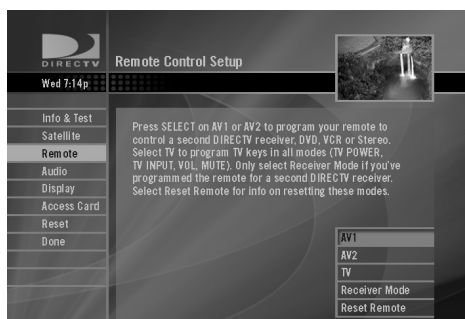 DIRECTV
Remote Control Setup
Wed 7:14p
Info & Test
Satellite
Remote
Audio
Display
Access Card
Reset
Done
Press SELECT on AV1 or AV2 to program your remote to
control a second DIRECTV receiver, DVD, VCR or Stereo.
Select TV to program TV keys in all modes (TV POWER,
TV INPUT, VOL, MUTE). Only select Receiver Mode if you've
programmed the remote for a second DIRECTV receiver.
Select Reset Remote for info on resetting these modes.
AV1
AV2
TV
Receiver Mode
Reset Remote